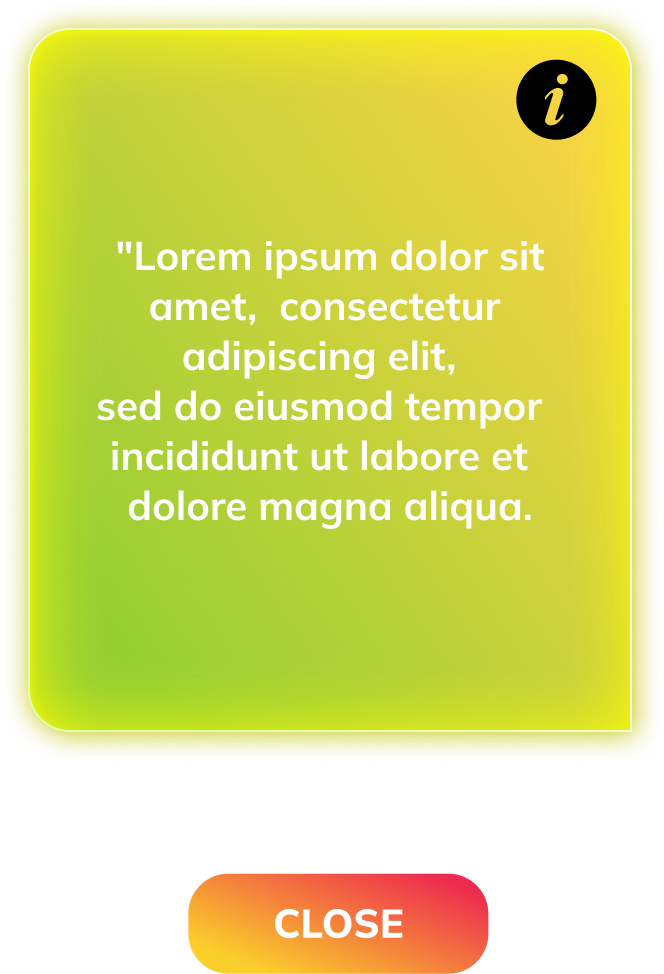 i
"Lorem ipsum dolor sit
amet,  consectetur
adipiscing elit,
sed do eiusmod tempor
incididunt ut labore et
dolore magna aliqua.
CLOSE